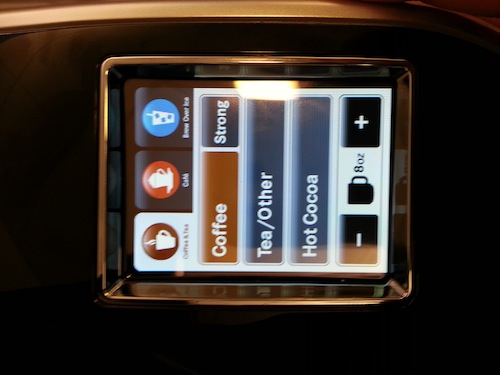 Coffee & Tea
Café
Brew Over Ice
Coffee
Strong
Tea/Other
Hot Cocoa
−
8oz
+